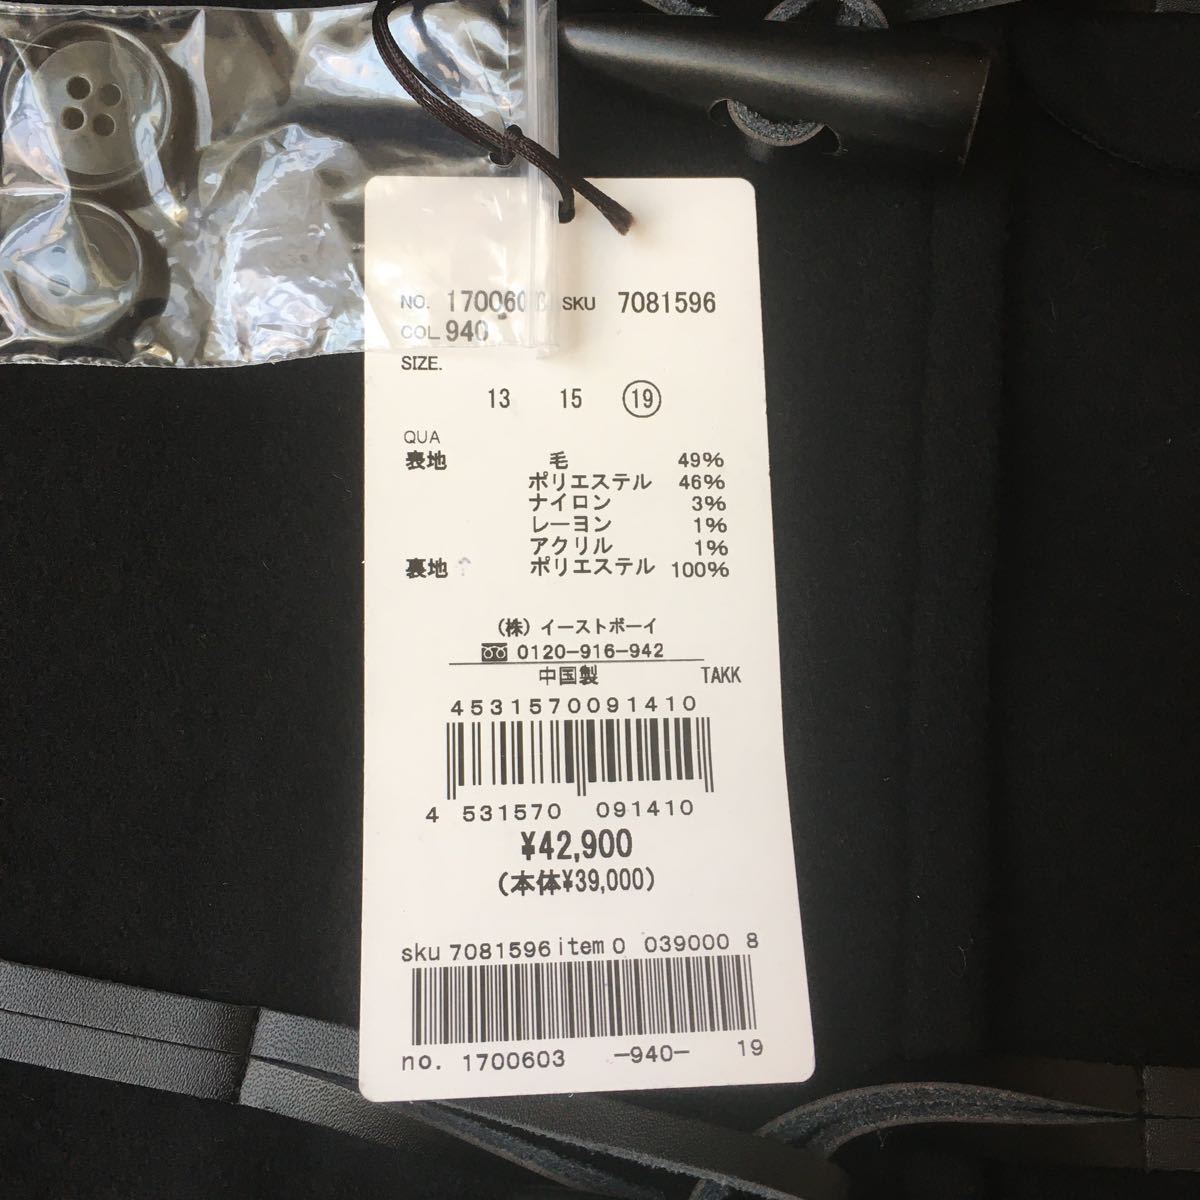 NO. 170060 SKU 7081596
COL 940
SIZE.
13 15 19
QUA
表地 毛 49%
ポリエステル 46%
ナイロン 3%
レーヨン 1%
アクリル 1%
裏地 ポリエステル 100%
(株) イーストボーイ
0120-916-942
中国製 TAKK
4531570091410
4 531570 091410
¥42,900
(本体¥39,000)
sku 7081596 item 0 039000 8
no. 1700603 -940- 19